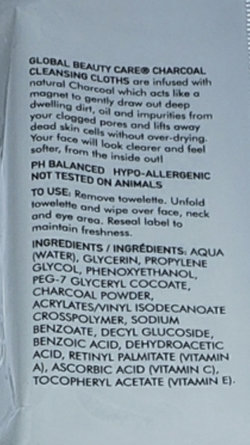 GLOBAL BEAUTY CARE® CHARCOAL
CLEANSING CLOTHS are infused with
natural Charcoal which acts like a
magnet to gently draw out deep
dwelling dirt, oil and impurities from
your clogged pores and lifts away
dead skin cells without over-drying.
Your face will look clearer and feel
softer, from the inside out!
PH BALANCED HYPO-ALLERGENIC
NOT TESTED ON ANIMALS
TO USE: Remove towelette. Unfold
towelette and wipe over face, neck
and eye area. Reseal label to
maintain freshness.
INGREDIENTS / INGRÉDIENTS: AQUA
(WATER), GLYCERIN, PROPYLENE
GLYCOL, PHENOXYETHANOL,
PEG-7 GLYCERYL COCOATE,
CHARCOAL POWDER,
ACRYLATES/VINYL ISODECANOATE
CROSSPOLYMER, SODIUM
BENZOATE, DECYL GLUCOSIDE,
BENZOIC ACID, DEHYDROACETIC
ACID, RETINYL PALMITATE (VITAMIN
A), ASCORBIC ACID (VITAMIN C),
TOCOPHERYL ACETATE (VITAMIN E).